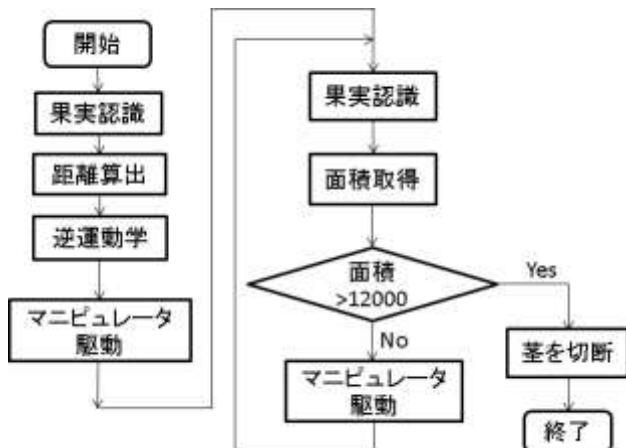 開始
果実認識
距離算出
逆運動学
マニピュレータ
駆動
果実認識
面積取得
面積
>12000
Yes
No
マニピュレータ
駆動
茎を切断
終了